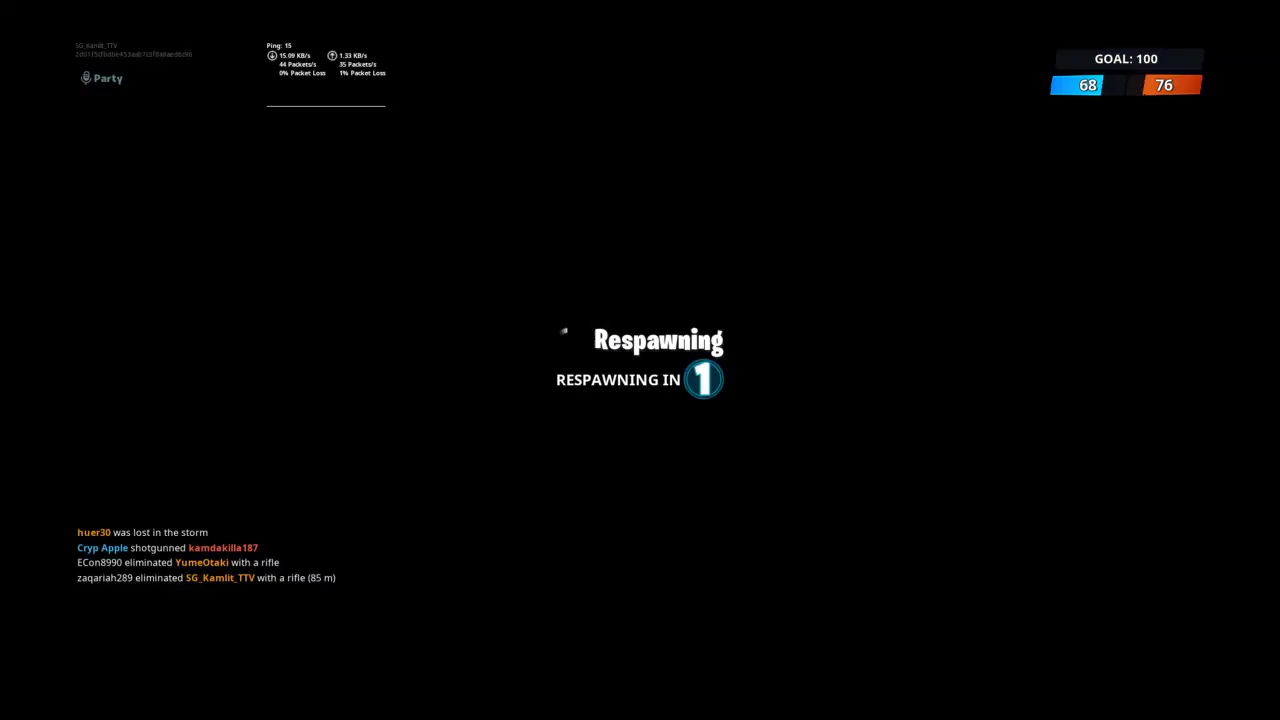 SG_Kamlit_TTV
Party
Ping: 15
15.09 KB/s
44 Packets/s
0% Packet Loss
1.33 KB/s
35 Packets/s
1% Packet Loss
GOAL: 100
68
76
Respawning
RESPAWNING IN 1
huer30 was lost in the storm
Cryp Apple shotgunned kamdakilla187
ECon8990 eliminated YumeOtaki with a rifle
zaqariah289 eliminated SG_Kamlit_TTV with a rifle (85 m)